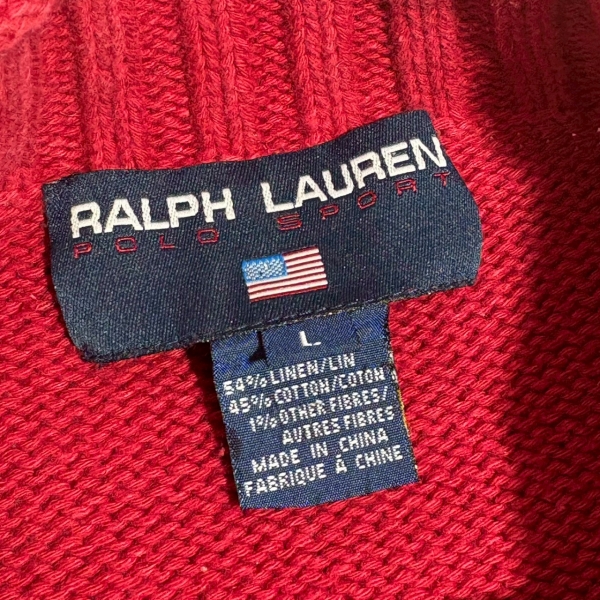 RALPH LAUREN
POLO SPORT
L
54% LINEN/LIN
45% COTTON/COTON
1% OTHER FIBRES/
AUTRES FIBRES
MADE IN CHINA
FABRIQUE À CHINE